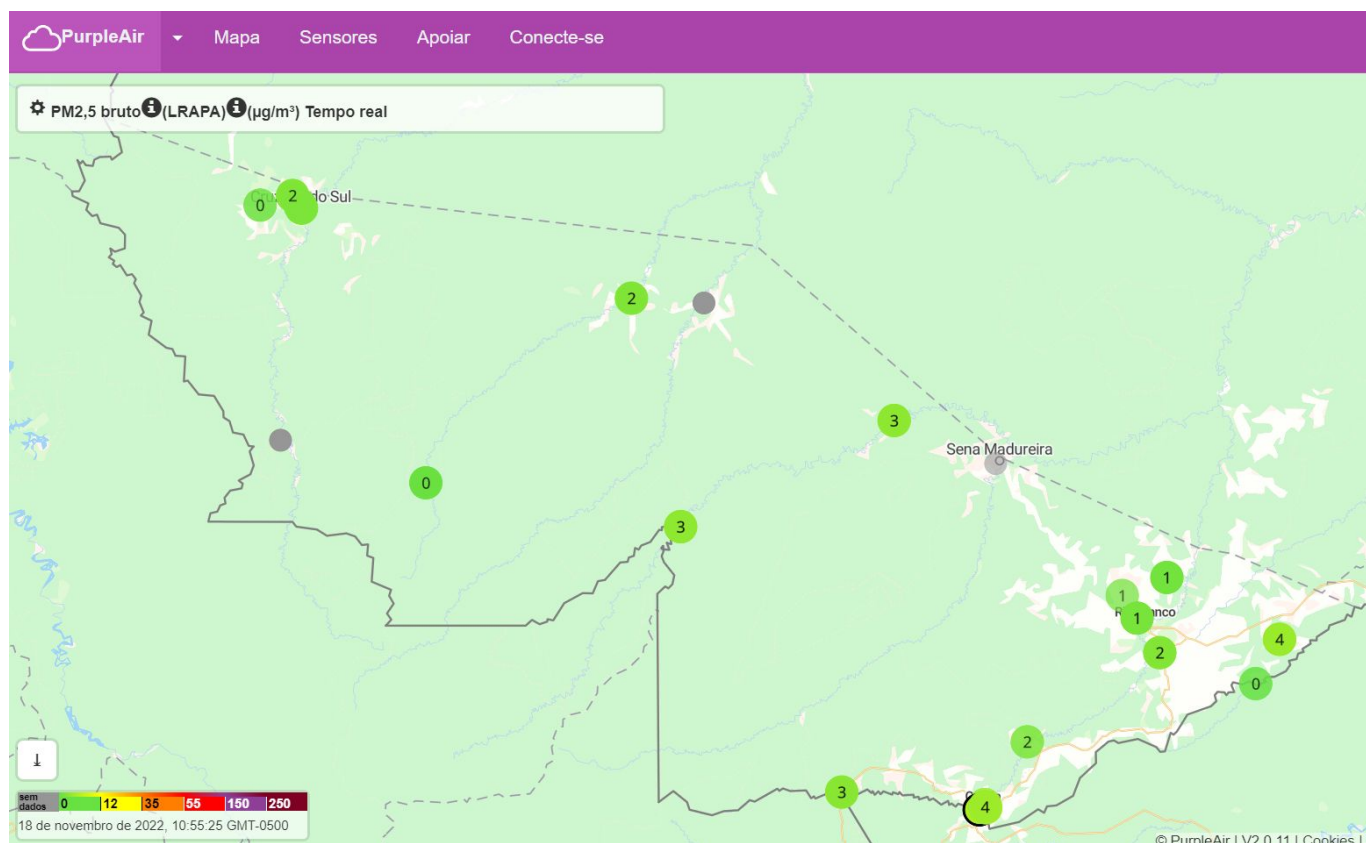 PurpleAir Mapa Sensores Apoiar Conecte-se
PM2,5 bruto (LRAPA) (µg/m³) Tempo real
2
0 do Sul
2
3
Sena Madureira
0
3
1
1
1
4
2
0
2
3
4
sem dados 0 12 35 55 150 250
18 de novembro de 2022, 10:55:25 GMT-0500
© PurpleAir | V2.0.11 | Cookies |